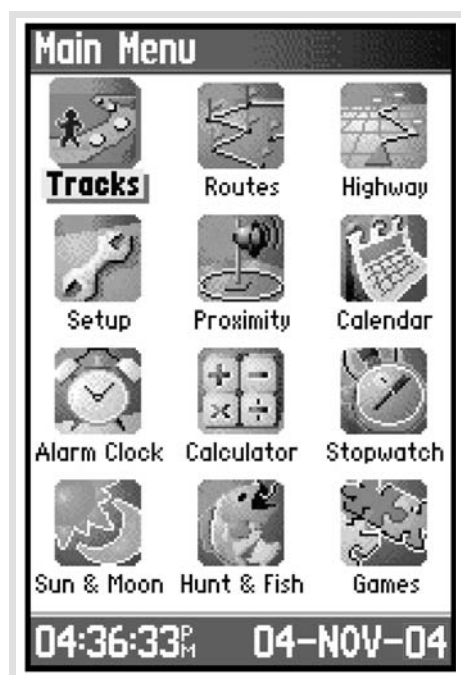 Main Menu
Tracks Routes Highway
Setup Proximity Calendar
Alarm Clock Calculator Stopwatch
Sun & Moon Hunt & Fish Games
04:36:33PM 04-NOV-04